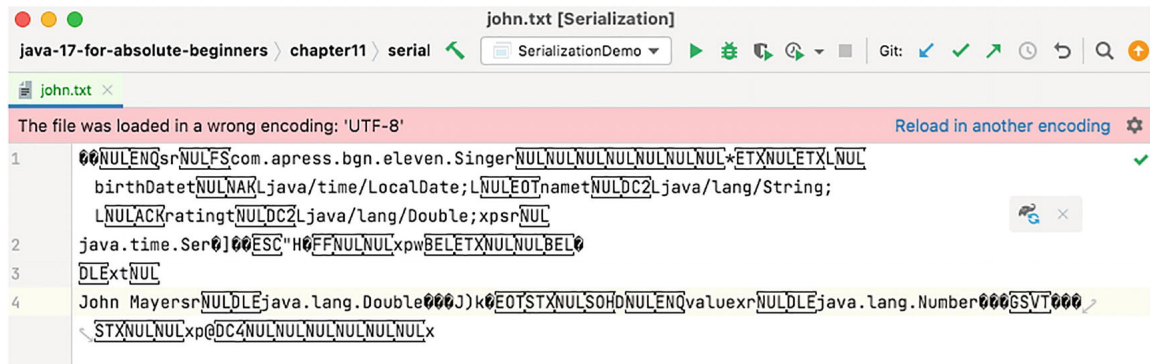 john.txt [Serialization]
java-17-for-absolute-beginners 〉 chapter11 〉 serial SerializationDemo Git:
john.txt
The file was loaded in a wrong encoding: 'UTF-8' Reload in another encoding
1 ��NULENQsrNULFScom.apress.bgn.eleven.SingerNULNULNULNULNULNULNULNUL*ETXNULETXLNUL
birthDatetNULNAKLjava/time/LocalDate;LNULEOTnametNULDC2Ljava/lang/String;
LNULACKratingtNULDC2Ljava/lang/Double;xpsrNUL
2 java.time.Ser�]��ESC"H�FFNULNULxpwBELETXNULNULBEL�
3 DLExtNUL
4 John MayersrNULDLEjava.lang.Double���J)k�EOTSTXNULSOHDNULENQvaluexrNULDLEjava.lang.Number���GSVT���
STXNULNULxp@DC4NULNULNULNULNULNULx